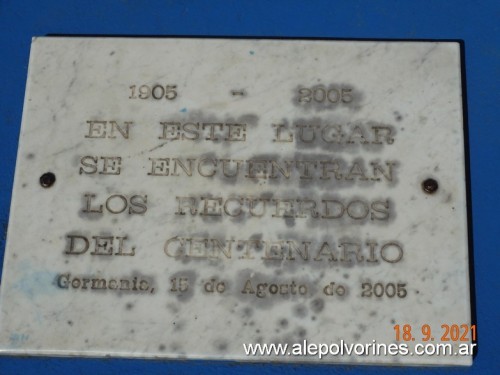 1905 - 2005
EN ESTE LUGAR
SE ENCUENTRAN
LOS RECUERDOS
DEL CENTENARIO
Germania, 15 de Agosto de 2005
18.9.2021
www.alepolvorines.com.ar